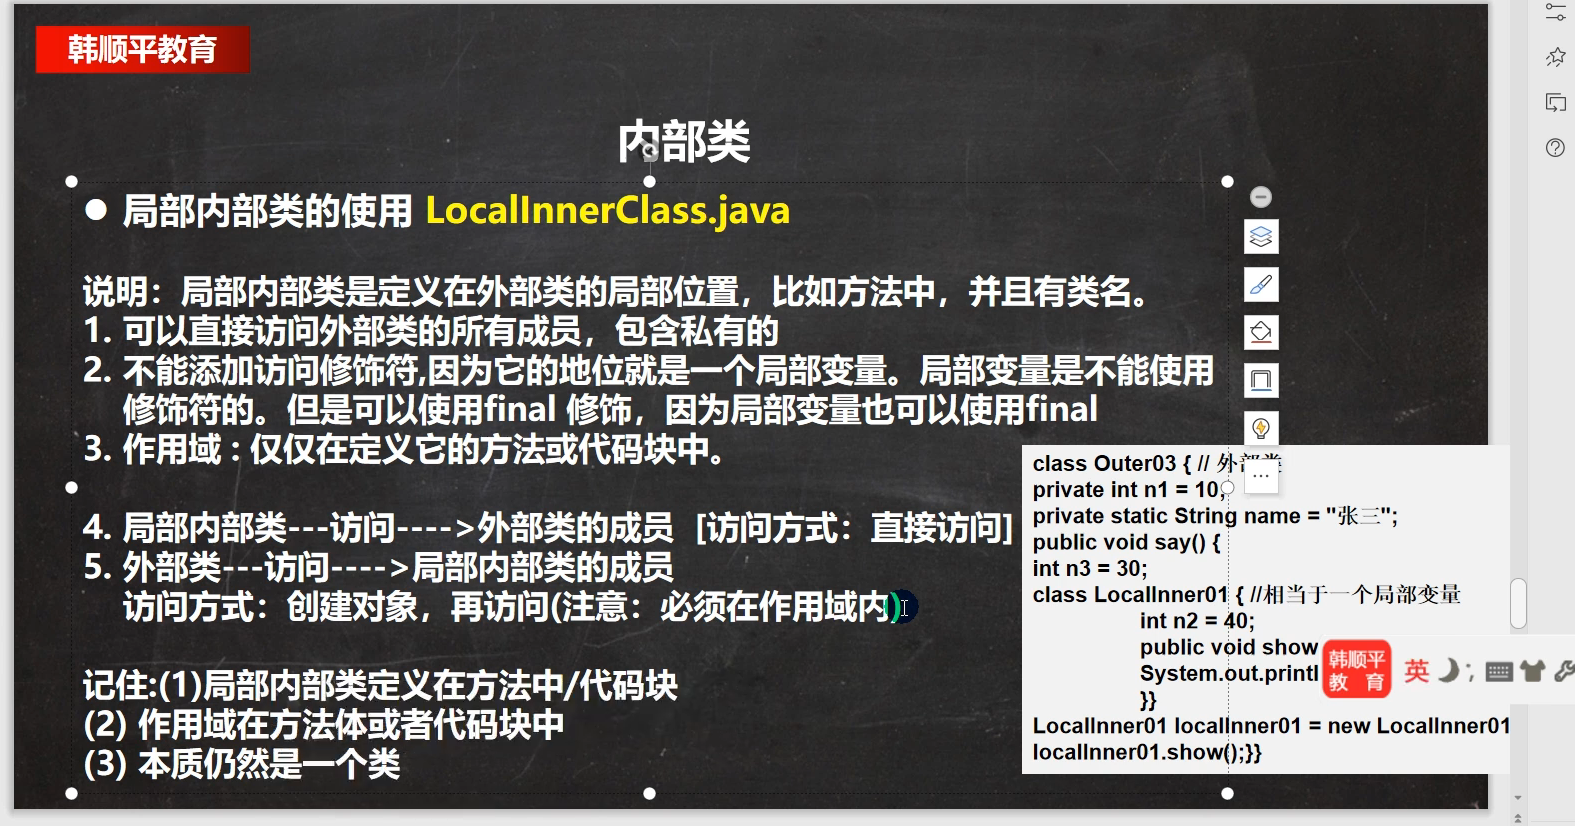 韩顺平教育
内部类
● 局部内部类的使用 LocalInnerClass.java
说明：局部内部类是定义在外部类的局部位置，比如方法中，并且有类名。
1. 可以直接访问外部类的所有成员，包含私有的
2. 不能添加访问修饰符,因为它的地位就是一个局部变量。局部变量是不能使用
修饰符的。但是可以使用final 修饰，因为局部变量也可以使用final
3. 作用域 : 仅仅在定义它的方法或代码块中。
4. 局部内部类---访问---->外部类的成员 [访问方式：直接访问]
5. 外部类---访问---->局部内部类的成员
访问方式：创建对象，再访问(注意：必须在作用域内)
记住:(1)局部内部类定义在方法中/代码块
(2) 作用域在方法体或者代码块中
(3) 本质仍然是一个类
class Outer03 { // 外部类
private int n1 = 10;
private static String name = "张三";
public void say() {
int n3 = 30;
class LocalInner01 { //相当于一个局部变量
int n2 = 40;
public void show
System.out.printl
}}
LocalInner01 localInner01 = new LocalInner01
localInner01.show();}}
韩顺平
教 育
英